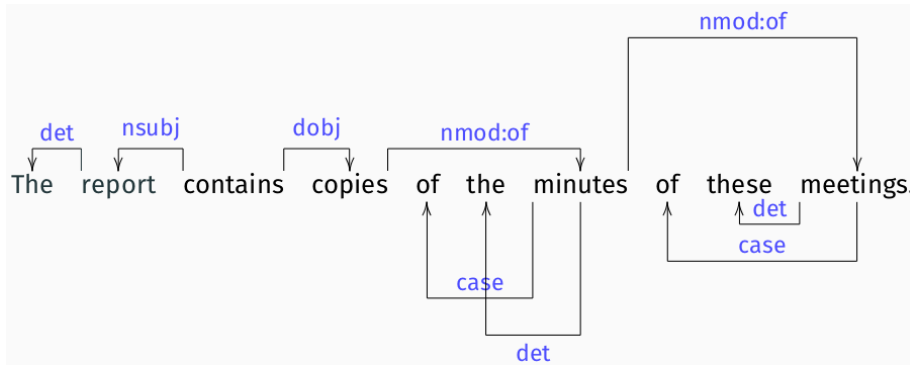 nmod:of
det nsubj dobj nmod:of
The report contains copies of the minutes of these meetings.
det
case
case
det